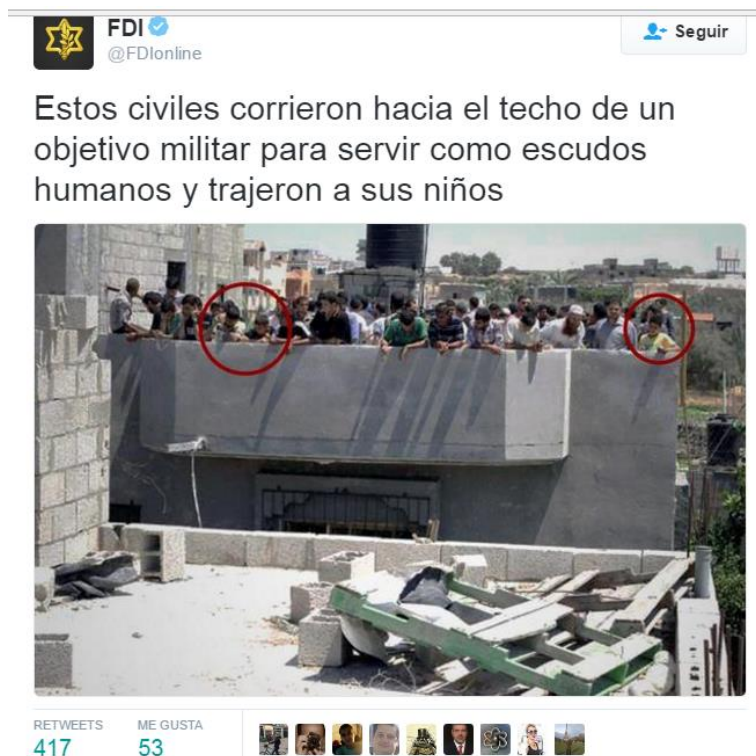 FDI
@FDIonline
Seguir
Estos civiles corrieron hacia el techo de un
objetivo militar para servir como escudos
humanos y trajeron a sus niños
RETWEETS ME GUSTA
417 53